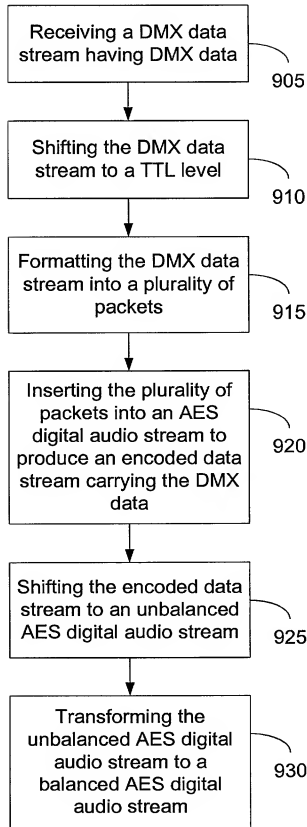 Receiving a DMX data
stream having DMX data
905
Shifting the DMX data
stream to a TTL level
910
Formatting the DMX data
stream into a plurality of
packets
915
Inserting the plurality of
packets into an AES
digital audio stream to
produce an encoded data
stream carrying the DMX
data
920
Shifting the encoded data
stream to an unbalanced
AES digital audio stream
925
Transforming the
unbalanced AES digital
audio stream to a
balanced AES digital
audio stream
930